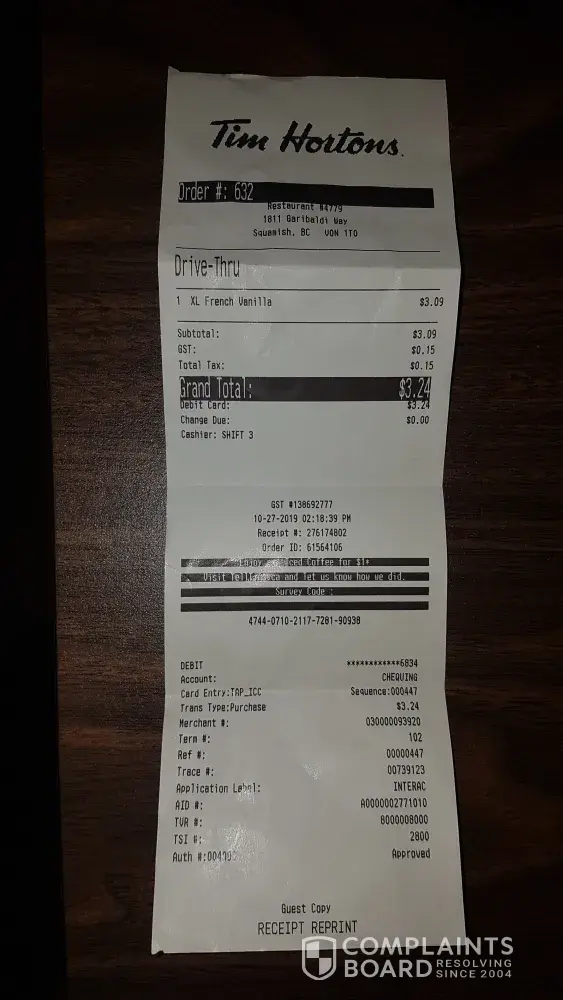 Tim Hortons.
Order #: 632
Restaurant #4779
1811 Garibaldi Way
Squamish, BC V0N 1T0
Drive-Thru
1 XL French Vanilla $3.09
Subtotal: $3.09
GST: $0.15
Total Tax: $0.15
Grand Total: $3.24
Debit Card: $3.24
Change Due: $0.00
Cashier: SHIFT 3
GST #138692777
10-27-2019 02:18:39 PM
Receipt #: 276174802
Order ID: 61564106
Enjoy Coffee for $1*
Visit and let us know how we did.
Survey Code :
4744-0710-2117-7281-90938
DEBIT ************6834
Account: CHEQUING
Card Entry:TAP_ICC Sequence:000447
Trans Type:Purchase $3.24
Merchant #: 030000093920
Term #: 102
Ref #: 00000447
Trace #: 00739123
Application Label: INTERAC
AID #: A0000002771010
TVR #: 8000008000
TSI #: 2800
Auth #: Approved
Guest Copy
RECEIPT REPRINT
COMPLAINTS
BOARD RESOLVING
SINCE 2004